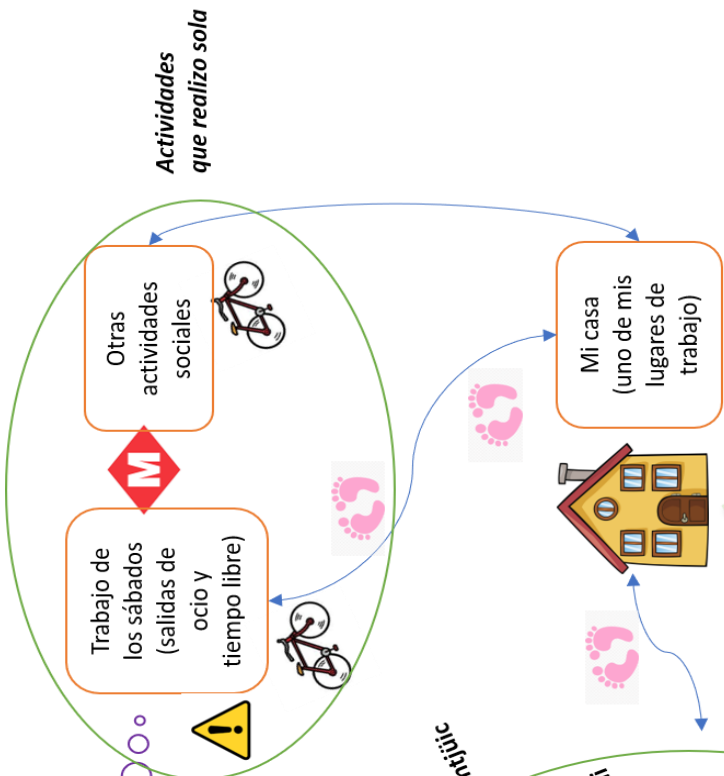 Actividades
que realizo sola
Otras
actividades
sociales
M
Trabajo de
los sábados
(salidas de
ocio y
tiempo libre)
Mi casa
(uno de mis
lugares de
trabajo)
ntjüic